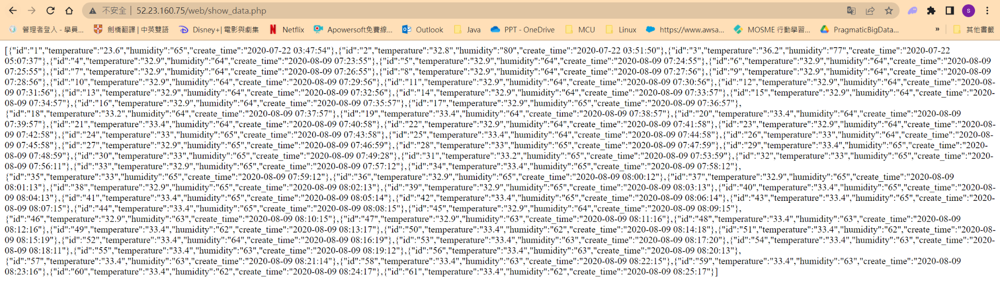 不安全 | 52.23.160.75/web/show_data.php
S
管理者登入 - 學員... 劍橋翻譯 | 中英雙語 Disney+| 電影與劇集 Netflix Apowersoft免費線... Outlook Java PPT - OneDrive MCU Linux https://www.awsa... MOSME 行動學習... PragmaticBigData... » 其他書籤
[{"id":"1","temperature":"23.6","humidity":"65","create_time":"2020-07-22 03:47:54"},{"id":"2","temperature":"32.8","humidity":"80","create_time":"2020-07-22 03:51:50"},{"id":"3","temperature":"36.2","humidity":"77","create_time":"2020-07-22
05:07:37"},{"id":"4","temperature":"32.9","humidity":"64","create_time":"2020-08-09 07:23:55"},{"id":"5","temperature":"32.9","humidity":"64","create_time":"2020-08-09 07:24:55"},{"id":"6","temperature":"32.9","humidity":"64","create_time":"2020-08-09
07:25:55"},{"id":"7","temperature":"32.9","humidity":"64","create_time":"2020-08-09 07:26:55"},{"id":"8","temperature":"32.9","humidity":"64","create_time":"2020-08-09 07:27:56"},{"id":"9","temperature":"32.9","humidity":"64","create_time":"2020-08-09
07:28:56"},{"id":"10","temperature":"32.9","humidity":"64","create_time":"2020-08-09 07:29:56"},{"id":"11","temperature":"32.9","humidity":"64","create_time":"2020-08-09 07:30:56"},{"id":"12","temperature":"32.9","humidity":"64","create_time":"2020-08-
09 07:31:56"},{"id":"13","temperature":"32.9","humidity":"64","create_time":"2020-08-09 07:32:56"},{"id":"14","temperature":"32.9","humidity":"64","create_time":"2020-08-09 07:33:57"},{"id":"15","temperature":"32.9","humidity":"64","create_time":"2020-
08-09 07:34:57"},{"id":"16","temperature":"32.9","humidity":"64","create_time":"2020-08-09 07:35:57"},{"id":"17","temperature":"32.9","humidity":"65","create_time":"2020-08-09 07:36:57"},
{"id":"18","temperature":"33.2","humidity":"64","create_time":"2020-08-09 07:37:57"},{"id":"19","temperature":"33.4","humidity":"64","create_time":"2020-08-09 07:38:57"},{"id":"20","temperature":"33.4","humidity":"64","create_time":"2020-08-09
07:39:57"},{"id":"21","temperature":"33.4","humidity":"64","create_time":"2020-08-09 07:40:58"},{"id":"22","temperature":"32.9","humidity":"64","create_time":"2020-08-09 07:41:58"},{"id":"23","temperature":"32.9","humidity":"64","create_time":"2020-08-
09 07:42:58"},{"id":"24","temperature":"33","humidity":"65","create_time":"2020-08-09 07:43:58"},{"id":"25","temperature":"33.4","humidity":"64","create_time":"2020-08-09 07:44:58"},{"id":"26","temperature":"33","humidity":"64","create_time":"2020-08-
09 07:45:58"},{"id":"27","temperature":"32.9","humidity":"65","create_time":"2020-08-09 07:46:59"},{"id":"28","temperature":"33","humidity":"65","create_time":"2020-08-09 07:47:59"},{"id":"29","temperature":"33.4","humidity":"65","create_time":"2020-
08-09 07:48:59"},{"id":"30","temperature":"33","humidity":"65","create_time":"2020-08-09 07:49:28"},{"id":"31","temperature":"33.2","humidity":"65","create_time":"2020-08-09 07:53:59"},{"id":"32","temperature":"33","humidity":"65","create_time":"2020-08-
09 07:56:11"},{"id":"33","temperature":"32.9","humidity":"65","create_time":"2020-08-09 07:57:12"},{"id":"34","temperature":"33.4","humidity":"65","create_time":"2020-08-09 07:58:12"},
{"id":"35","temperature":"33","humidity":"65","create_time":"2020-08-09 07:59:12"},{"id":"36","temperature":"32.9","humidity":"65","create_time":"2020-08-09 08:00:12"},{"id":"37","temperature":"32.9","humidity":"65","create_time":"2020-08-09
08:01:13"},{"id":"38","temperature":"32.9","humidity":"65","create_time":"2020-08-09 08:02:13"},{"id":"39","temperature":"32.9","humidity":"65","create_time":"2020-08-09 08:03:13"},{"id":"40","temperature":"33.4","humidity":"65","create_time":"2020-08-
09 08:04:13"},{"id":"41","temperature":"33.4","humidity":"65","create_time":"2020-08-09 08:05:14"},{"id":"42","temperature":"33.4","humidity":"65","create_time":"2020-08-09 08:06:14"},{"id":"43","temperature":"33.4","humidity":"65","create_time":"2020-
08-09 08:07:15"},{"id":"44","temperature":"33.4","humidity":"65","create_time":"2020-08-09 08:08:15"},{"id":"45","temperature":"32.9","humidity":"64","create_time":"2020-08-09 08:09:15"},
{"id":"46","temperature":"32.9","humidity":"63","create_time":"2020-08-09 08:10:15"},{"id":"47","temperature":"32.9","humidity":"63","create_time":"2020-08-09 08:11:16"},{"id":"48","temperature":"33.4","humidity":"63","create_time":"2020-08-09
08:12:16"},{"id":"49","temperature":"33.4","humidity":"62","create_time":"2020-08-09 08:13:17"},{"id":"50","temperature":"33.4","humidity":"62","create_time":"2020-08-09 08:14:18"},{"id":"51","temperature":"33.4","humidity":"62","create_time":"2020-08-
09 08:15:19"},{"id":"52","temperature":"33.4","humidity":"64","create_time":"2020-08-09 08:16:19"},{"id":"53","temperature":"33.4","humidity":"63","create_time":"2020-08-09 08:17:20"},{"id":"54","temperature":"33.4","humidity":"63","create_time":"2020-
08-09 08:18:11"},{"id":"55","temperature":"33.4","humidity":"63","create_time":"2020-08-09 08:19:12"},{"id":"56","temperature":"33.4","humidity":"63","create_time":"2020-08-09 08:20:13"},
{"id":"57","temperature":"33.4","humidity":"63","create_time":"2020-08-09 08:21:14"},{"id":"58","temperature":"33.4","humidity":"63","create_time":"2020-08-09 08:22:15"},{"id":"59","temperature":"33.4","humidity":"63","create_time":"2020-08-09
08:23:16"},{"id":"60","temperature":"33.4","humidity":"62","create_time":"2020-08-09 08:24:17"},{"id":"61","temperature":"33.4","humidity":"62","create_time":"2020-08-09 08:25:17"}]